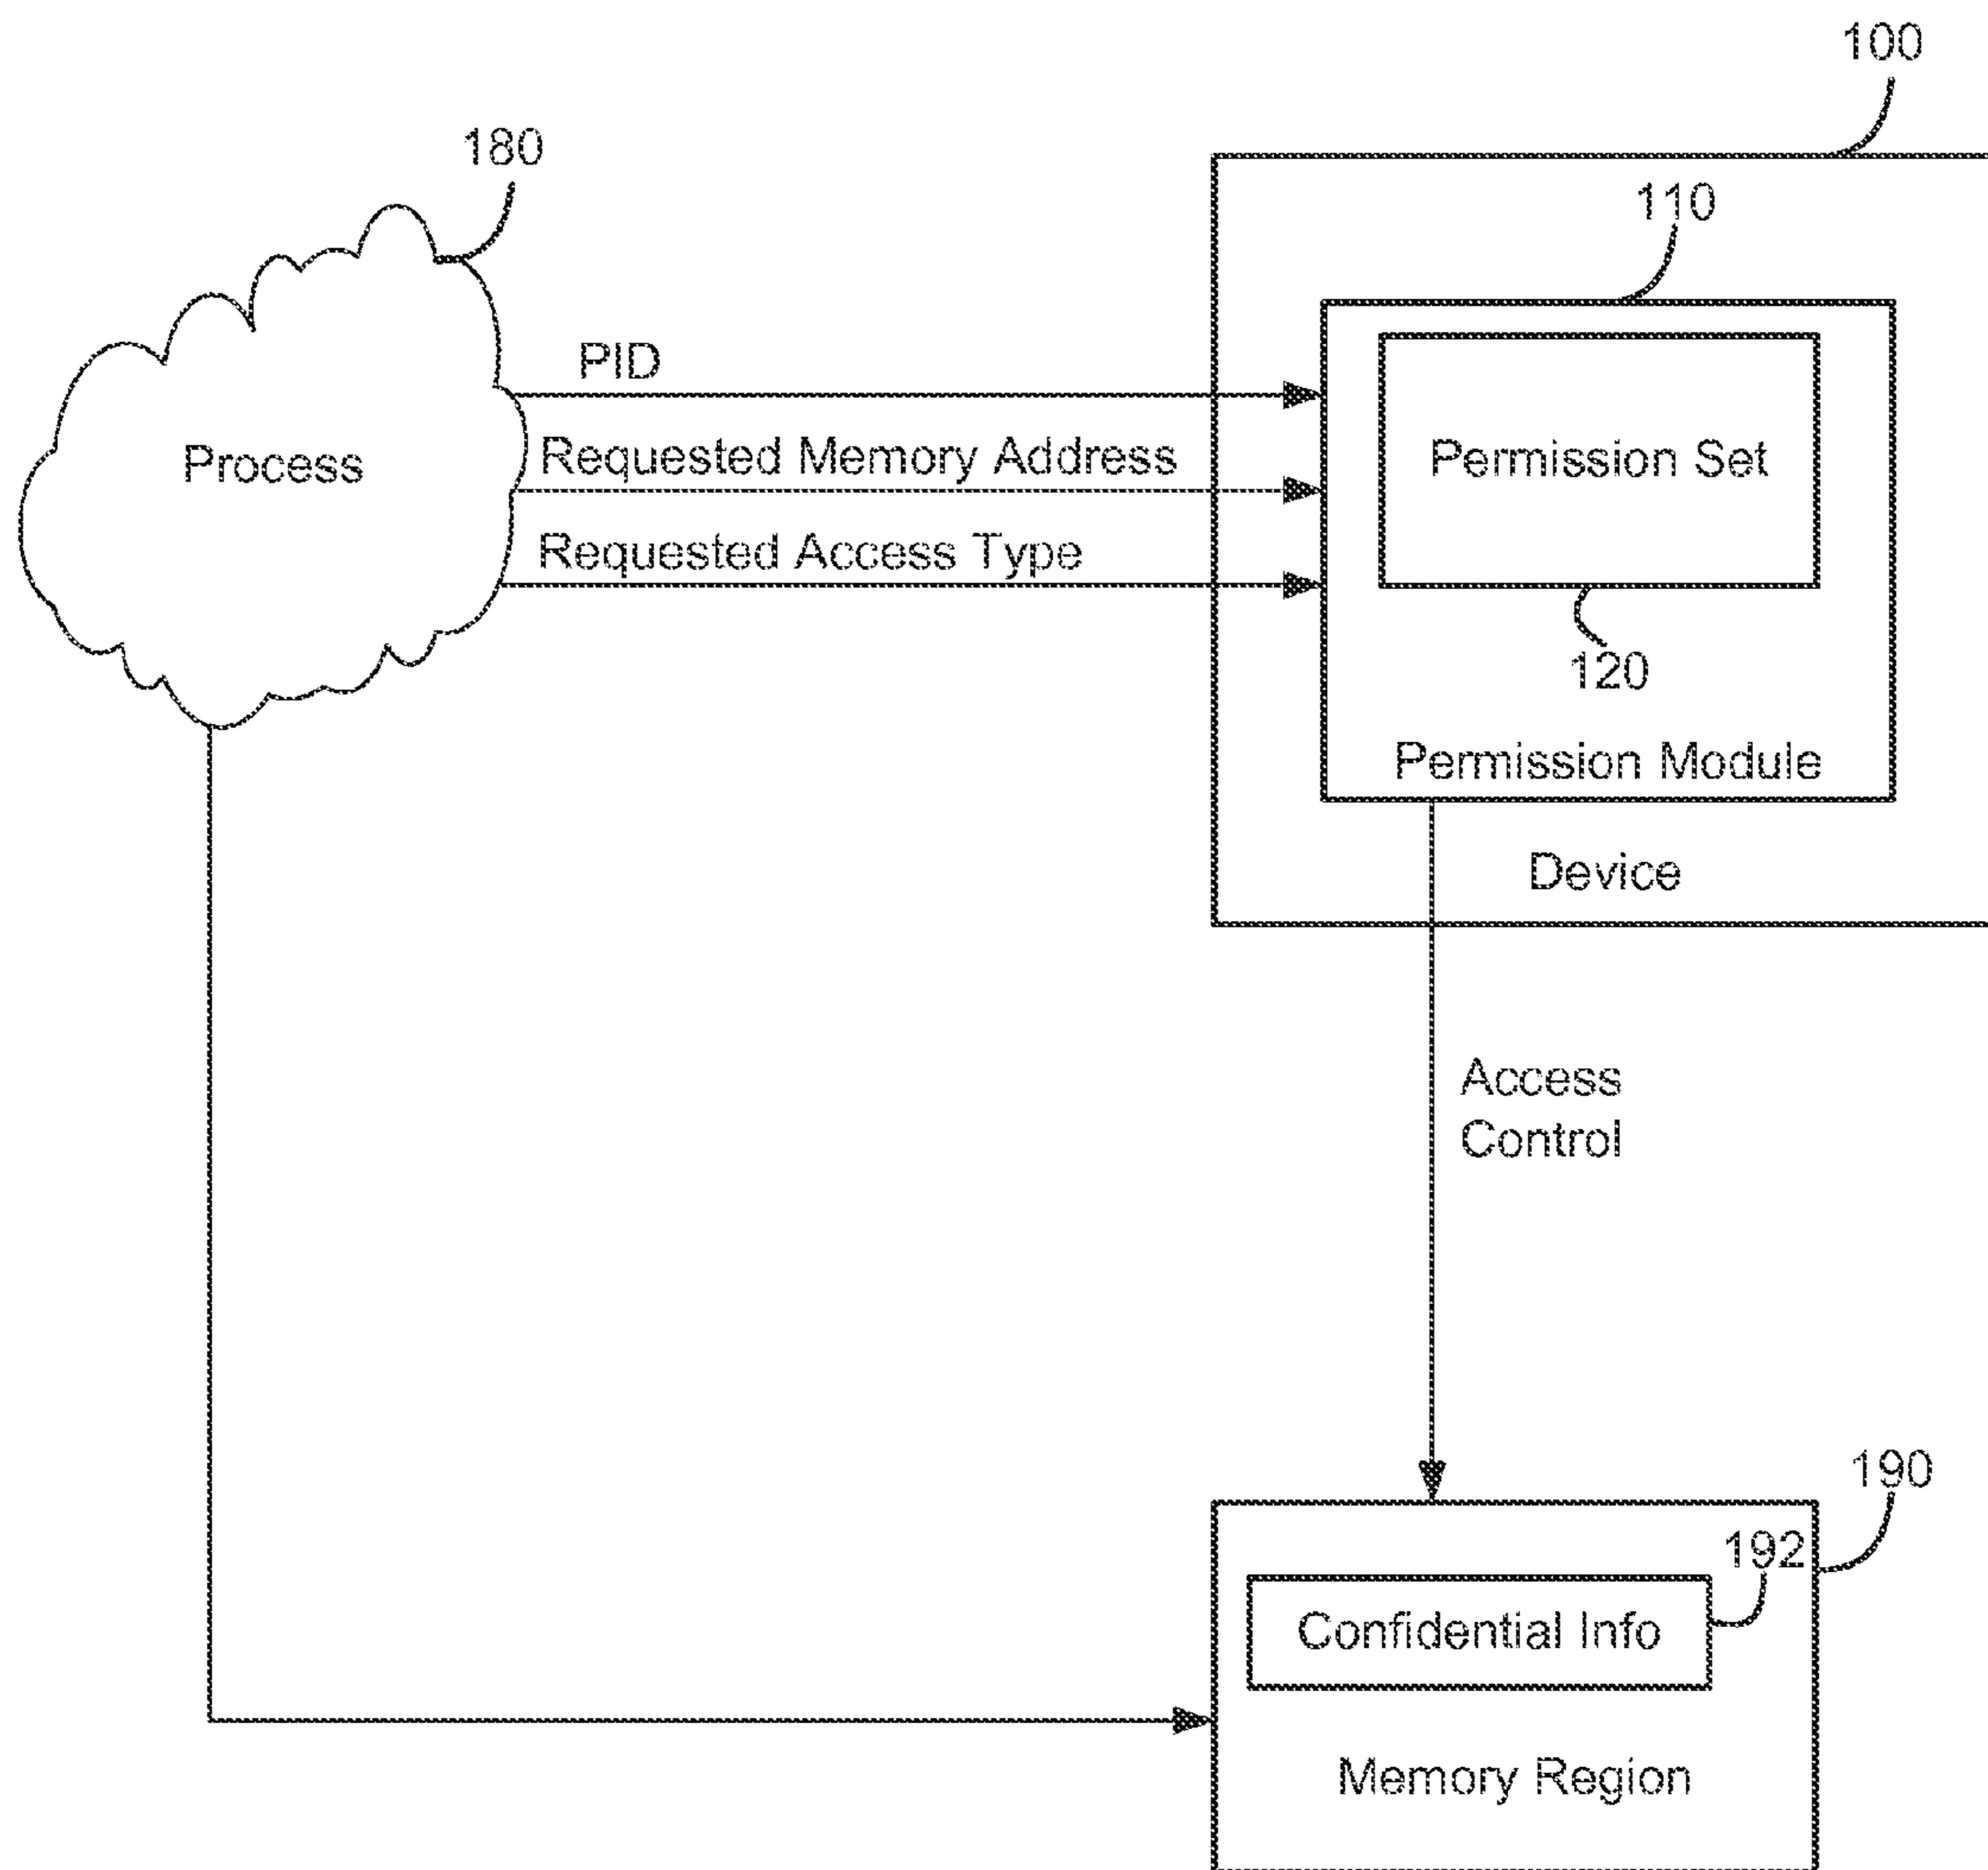 100
180
110
PID
Process
Requested Memory Address
Permission Set
Requested Access Type
120
Permission Module
Device
Access
Control
190
192
Confidential Info
Memory Region